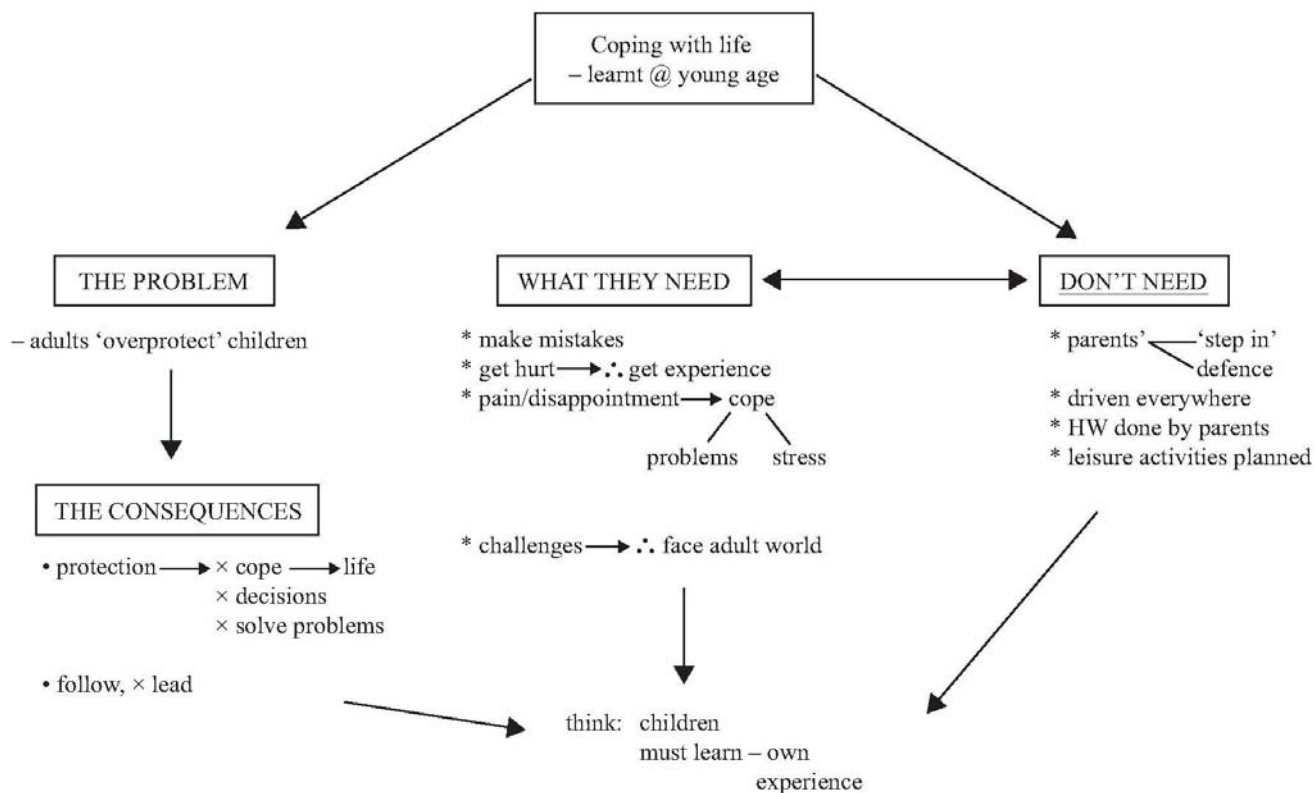 Coping with life
– learnt @ young age
THE PROBLEM
– adults ‘overprotect’ children
THE CONSEQUENCES
• protection → × cope → life
× decisions
× solve problems
• follow, × lead
WHAT THEY NEED
* make mistakes
* get hurt → ∴ get experience
* pain/disappointment → cope
problems stress
* challenges → ∴ face adult world
DON’T NEED
* parents’ ‘step in’
defence
* driven everywhere
* HW done by parents
* leisure activities planned
think: children
must learn – own
experience